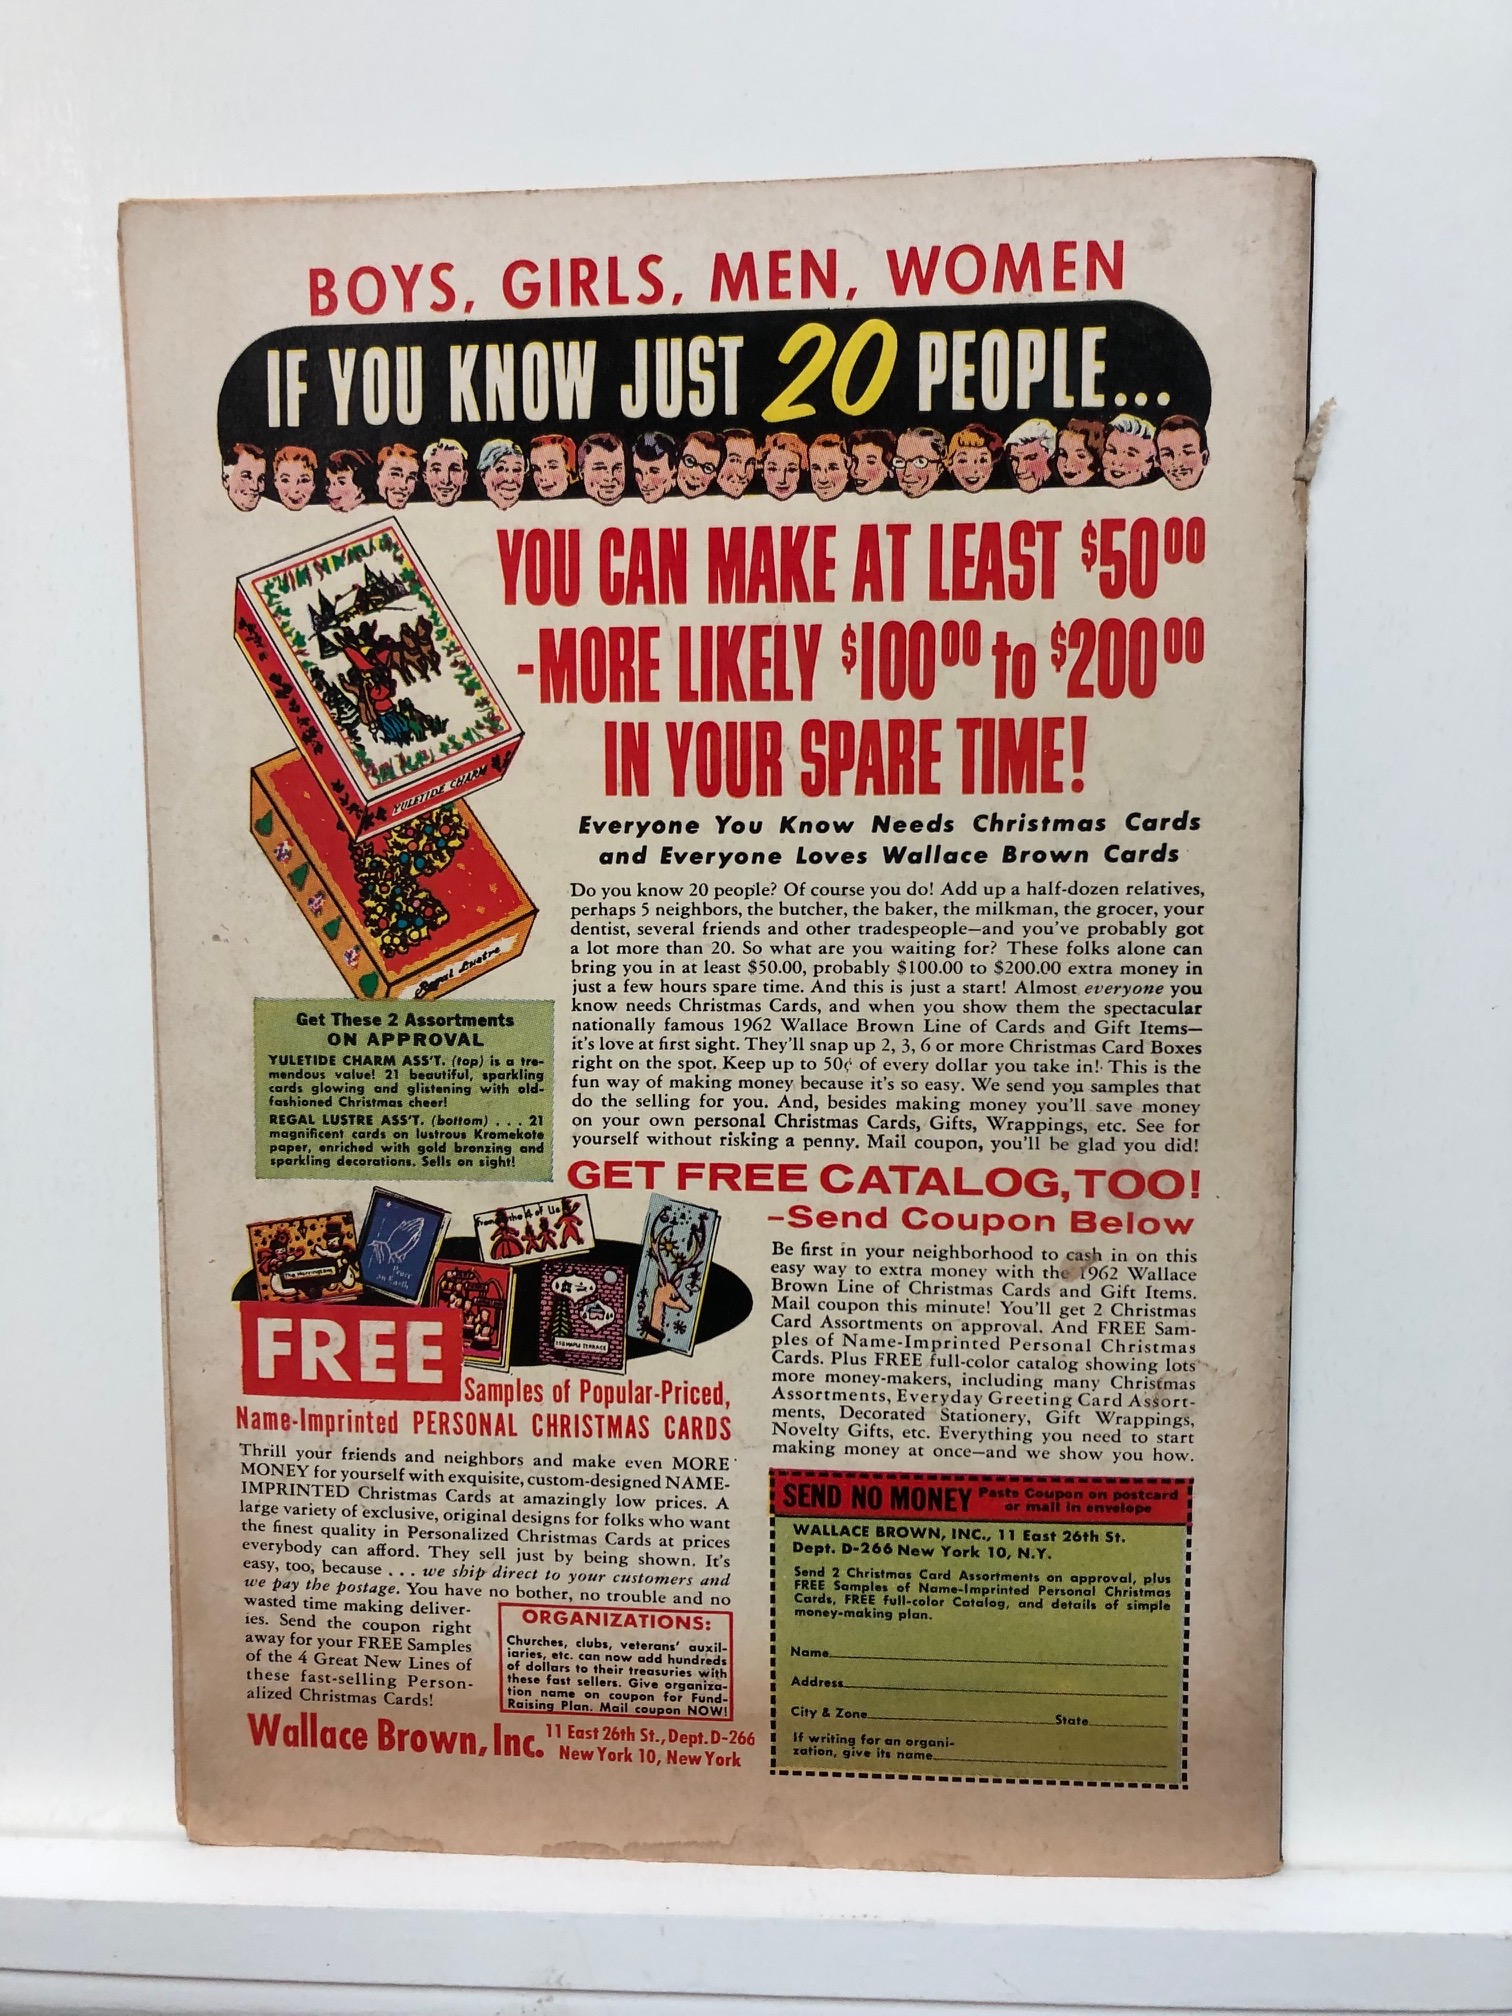 BOYS, GIRLS, MEN, WOMEN
IF YOU KNOW JUST 20 PEOPLE...
YOU CAN MAKE AT LEAST $50.00
-MORE LIKELY $100.00 to $200.00
IN YOUR SPARE TIME!
YULETIDE CHARM
Regal Lustre
Everyone You Know Needs Christmas Cards
and Everyone Loves Wallace Brown Cards
Do you know 20 people? Of course you do! Add up a half-dozen relatives,
perhaps 5 neighbors, the butcher, the baker, the milkman, the grocer, your
dentist, several friends and other tradespeople—and you've probably got
a lot more than 20. So what are you waiting for? These folks alone can
bring you in at least $50.00, probably $100.00 to $200.00 extra money in
just a few hours spare time. And this is just a start! Almost everyone you
know needs Christmas Cards, and when you show them the spectacular
nationally famous 1962 Wallace Brown Line of Cards and Gift Items—
it's love at first sight. They'll snap up 2, 3, 6 or more Christmas Card Boxes
right on the spot. Keep up to 50¢ of every dollar you take in! This is the
fun way of making money because it's so easy. We send you samples that
do the selling for you. And, besides making money you'll save money
on your own personal Christmas Cards, Gifts, Wrappings, etc. See for
yourself without risking a penny. Mail coupon, you'll be glad you did!
Get These 2 Assortments
ON APPROVAL
YULETIDE CHARM ASS'T. (top) is a tre-
mendous value! 21 beautiful, sparkling
cards glowing and glistening with old-
fashioned Christmas cheer!
REGAL LUSTRE ASS'T. (bottom) . . . 21
magnificent cards on lustrous Kromekote
paper, enriched with gold bronzing and
sparkling decorations. Sells on sight!
GET FREE CATALOG, TOO!
–Send Coupon Below
Be first in your neighborhood to cash in on this
easy way to extra money with the 1962 Wallace
Brown Line of Christmas Cards and Gift Items.
Mail coupon this minute! You'll get 2 Christmas
Card Assortments on approval. And FREE Sam-
ples of Name-Imprinted Personal Christmas
Cards. Plus FREE full-color catalog showing lots
more money-makers, including many Christmas
Assortments, Everyday Greeting Card Assort-
ments, Decorated Stationery, Gift Wrappings,
Novelty Gifts, etc. Everything you need to start
making money at once—and we show you how.
The Harringtons
Peace
on Earth
From the 4 of Us
210 MAPLE TERRACE
FREE
Samples of Popular-Priced,
Name-Imprinted PERSONAL CHRISTMAS CARDS
Thrill your friends and neighbors and make even MORE
MONEY for yourself with exquisite, custom-designed NAME-
IMPRINTED Christmas Cards at amazingly low prices. A
large variety of exclusive, original designs for folks who want
the finest quality in Personalized Christmas Cards at prices
everybody can afford. They sell just by being shown. It's
easy, too, because . . . we ship direct to your customers and
we pay the postage. You have no bother, no trouble and no
wasted time making deliver-
ies. Send the coupon right
away for your FREE Samples
of the 4 Great New Lines of
these fast-selling Person-
alized Christmas Cards!
ORGANIZATIONS:
Churches, clubs, veterans' auxil-
iaries, etc. can now add hundreds
of dollars to their treasuries with
these fast sellers. Give organiza-
tion name on coupon for Fund-
Raising Plan. Mail coupon NOW!
Wallace Brown, Inc. 11 East 26th St., Dept. D-266
New York 10, New York
SEND NO MONEY Paste Coupon on postcard
or mail in envelope
WALLACE BROWN, INC., 11 East 26th St.
Dept. D-266 New York 10, N.Y.
Send 2 Christmas Card Assortments on approval, plus
FREE Samples of Name-Imprinted Personal Christmas
Cards, FREE full-color Catalog, and details of simple
money-making plan.
Name
Address
City & Zone State
If writing for an organi-
zation, give its name